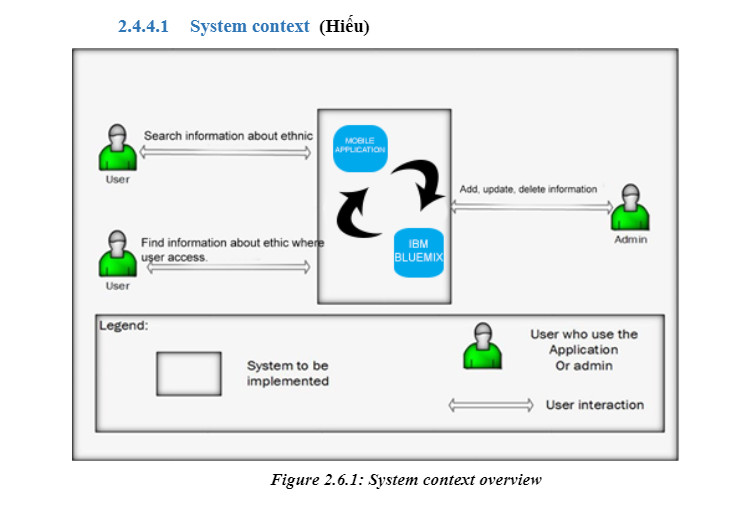 2.4.4.1 System context (Hiếu)
Search information about ethnic
User
MOBILE
APPLICATION
Add, update, delete information
Admin
Find information about ethic where
user access.
User
IBM
BLUEMIX
Legend:
System to be
implemented
User who use the
Application
Or admin
User interaction
Figure 2.6.1: System context overview